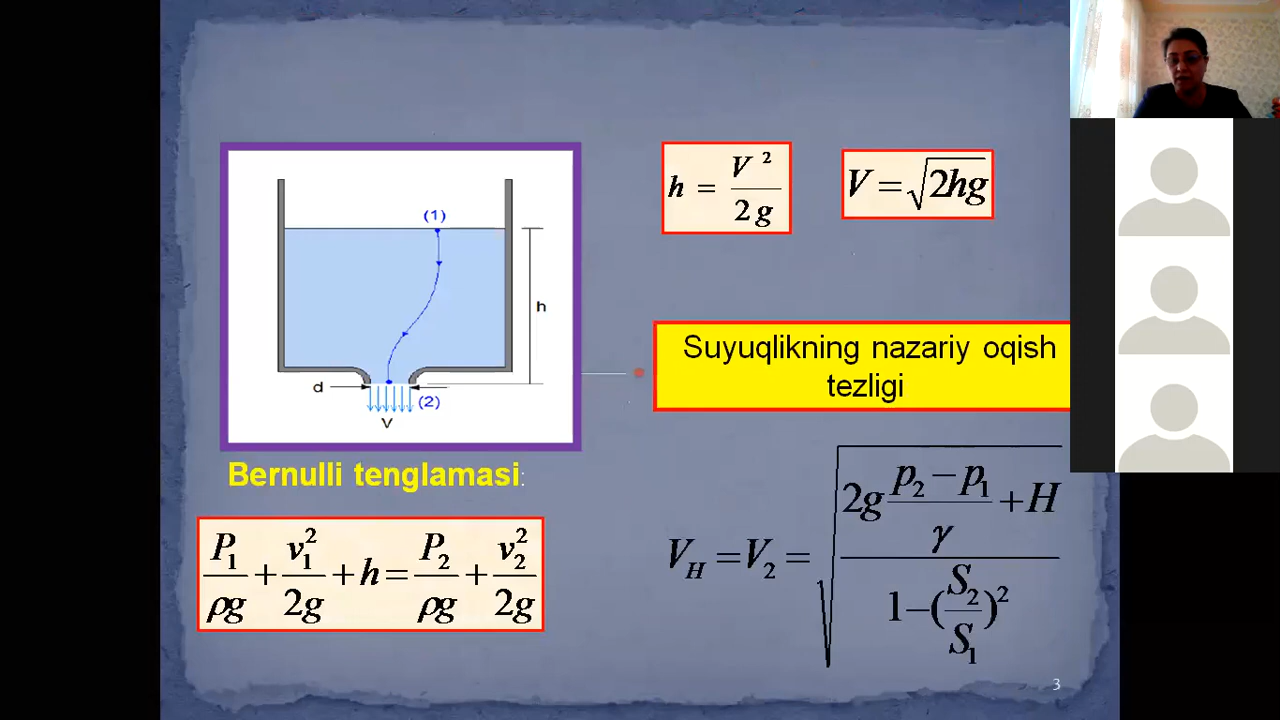 (1)
h
d
(2)
V
h = V² / 2g
V = √2hg
Suyuqlikning nazariy oqish
tezligi
Bernulli tenglamasi:
P₁/ρg + v₁²/2g + h = P₂/ρg + v₂²/2g
V_H = V₂ = √((2g (p₂ − p₁)/γ + H) / (1 − (S₂/S₁)²))
3